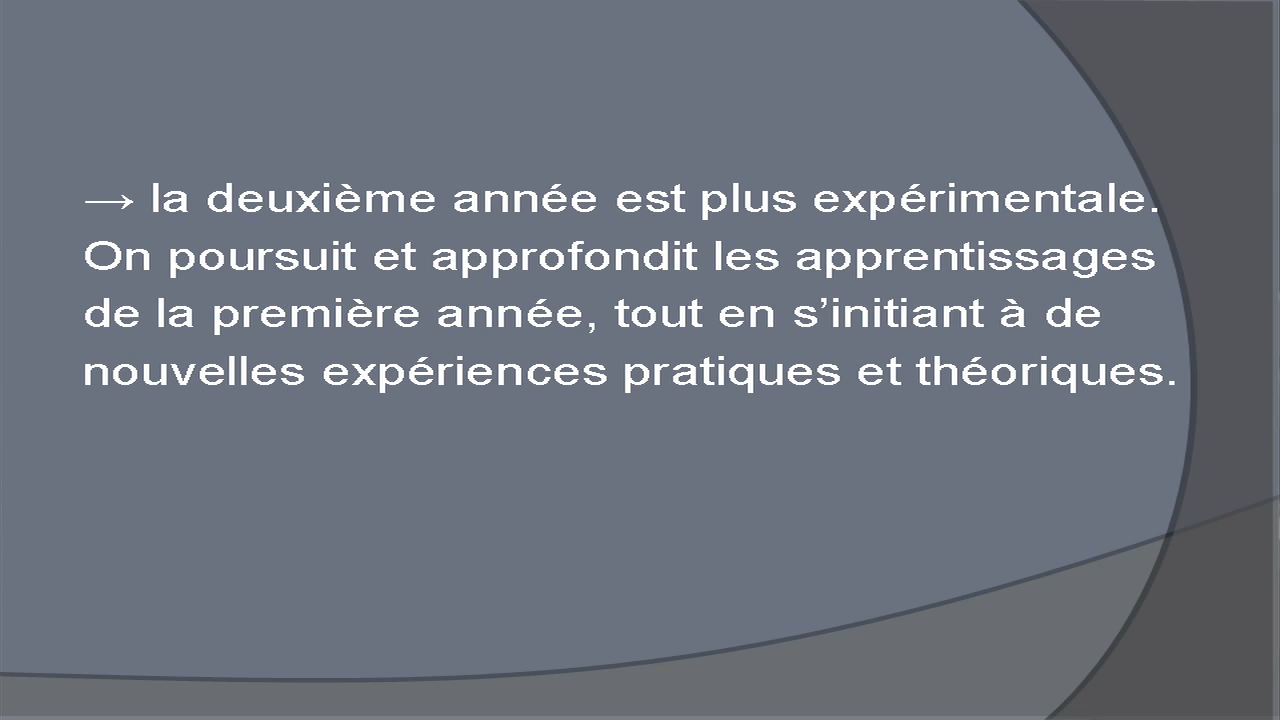 → la deuxième année est plus expérimentale.
On poursuit et approfondit les apprentissages
de la première année, tout en s’initiant à de
nouvelles expériences pratiques et théoriques.